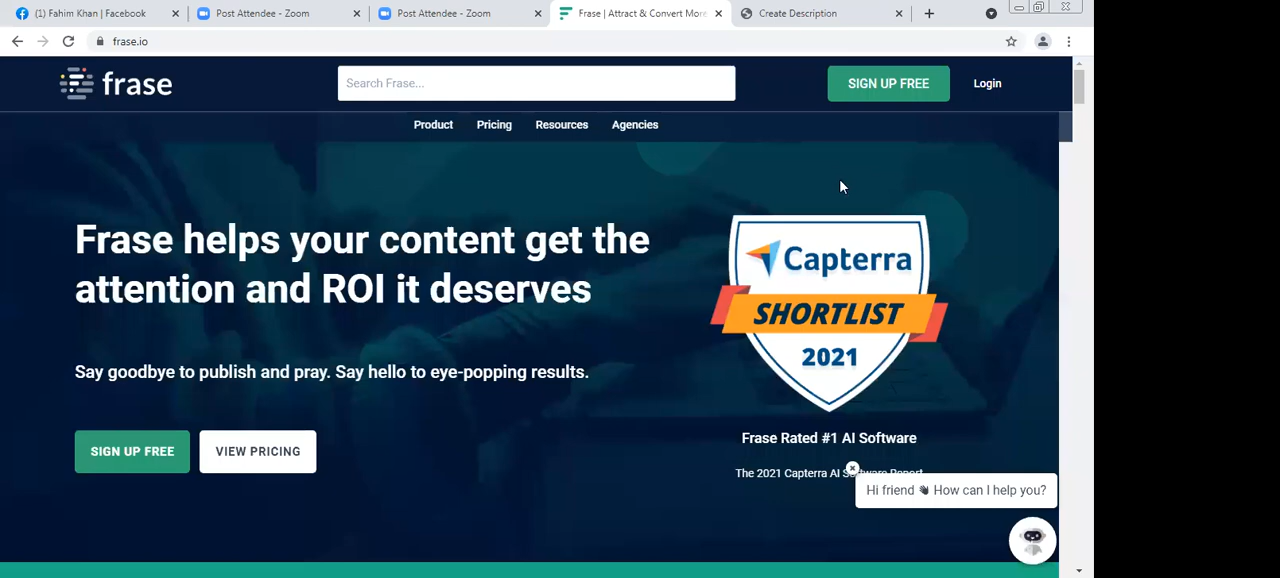 (1) Fahim Khan | Facebook
Post Attendee - Zoom
Post Attendee - Zoom
Frase | Attract & Convert More
Create Description
frase.io
frase
Search Frase...
SIGN UP FREE
Login
Product
Pricing
Resources
Agencies
Frase helps your content get the
attention and ROI it deserves
Say goodbye to publish and pray. Say hello to eye-popping results.
SIGN UP FREE
VIEW PRICING
Capterra
SHORTLIST
2021
Frase Rated #1 AI Software
The 2021 Capterra AI Software Report
Hi friend 👋 How can I help you?